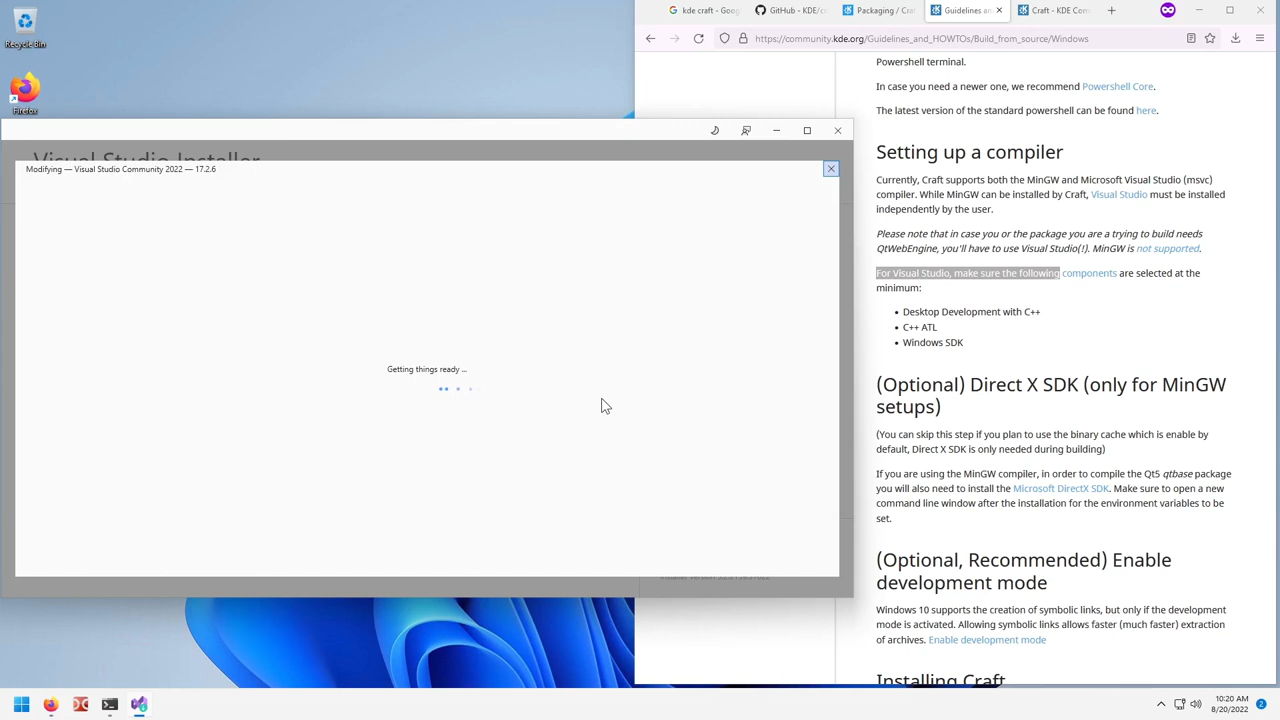 Recycle Bin
Firefox
kde craft - Goog
GitHub - KDE/c
Packaging / Craf
Guidelines an
Craft - KDE Com
https://community.kde.org/Guidelines_and_HOWTOs/Build_from_source/Windows
Powershell terminal.
In case you need a newer one, we recommend Powershell Core.
The latest version of the standard powershell can be found here.
Visual Studio Installer
Modifying — Visual Studio Community 2022 — 17.2.6
Getting things ready ...
Setting up a compiler
Currently, Craft supports both the MinGW and Microsoft Visual Studio (msvc)
compiler. While MinGW can be installed by Craft, Visual Studio must be installed
independently by the user.
Please note that in case you or the package you are a trying to build needs
QtWebEngine, you'll have to use Visual Studio(!). MinGW is not supported.
For Visual Studio, make sure the following components are selected at the
minimum:
• Desktop Development with C++
• C++ ATL
• Windows SDK
(Optional) Direct X SDK (only for MinGW
setups)
(You can skip this step if you plan to use the binary cache which is enable by
default, Direct X SDK is only needed during building)
If you are using the MinGW compiler, in order to compile the Qt5 qtbase package
you will also need to install the Microsoft DirectX SDK. Make sure to open a new
command line window after the installation for the environment variables to be
set.
(Optional, Recommended) Enable
development mode
Windows 10 supports the creation of symbolic links, but only if the development
mode is activated. Allowing symbolic links allows faster (much faster) extraction
of archives. Enable development mode
Installing Craft
10:20 AM
8/20/2022
2